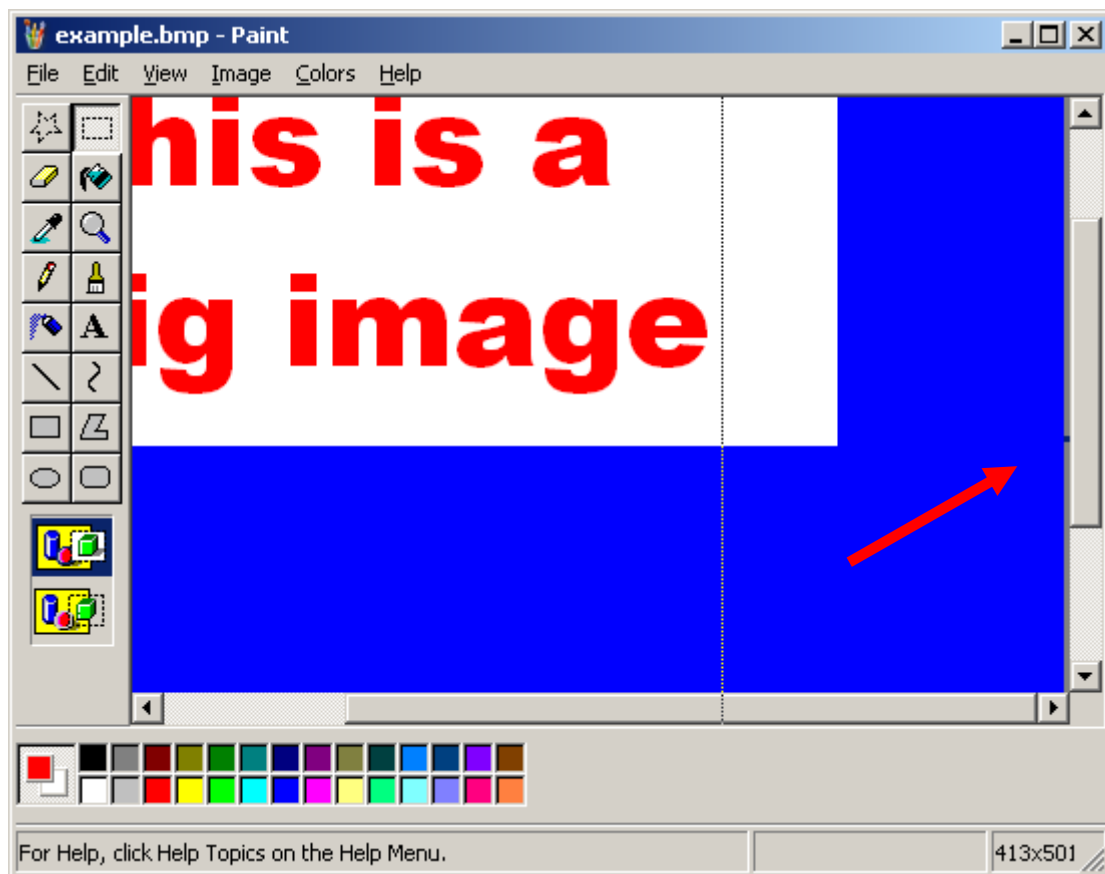 example.bmp - Paint
File Edit View Image Colors Help
his is a
ig image
A
For Help, click Help Topics on the Help Menu.
413x501